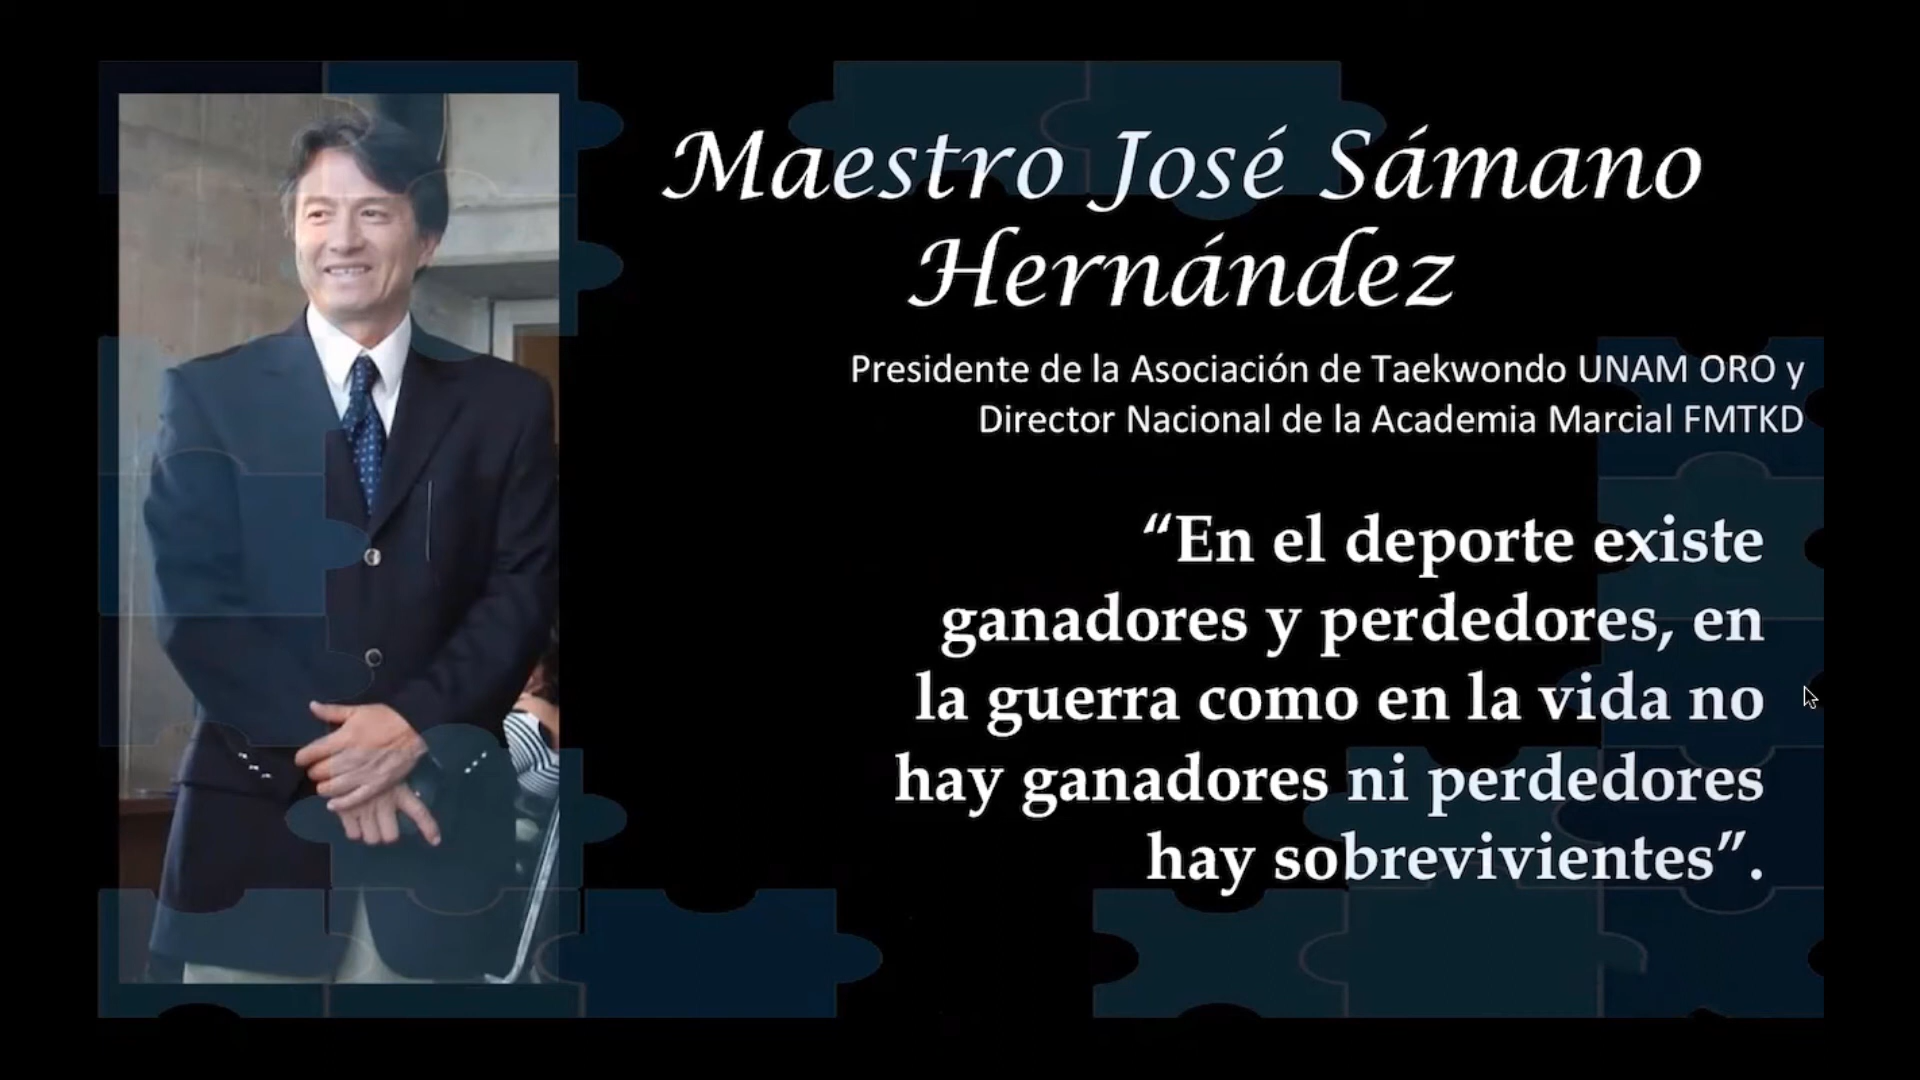 Maestro José Sámano
Hernández
Presidente de la Asociación de Taekwondo UNAM ORO y
Director Nacional de la Academia Marcial FMTKD
“En el deporte existe
ganadores y perdedores, en
la guerra como en la vida no
hay ganadores ni perdedores
hay sobrevivientes”.